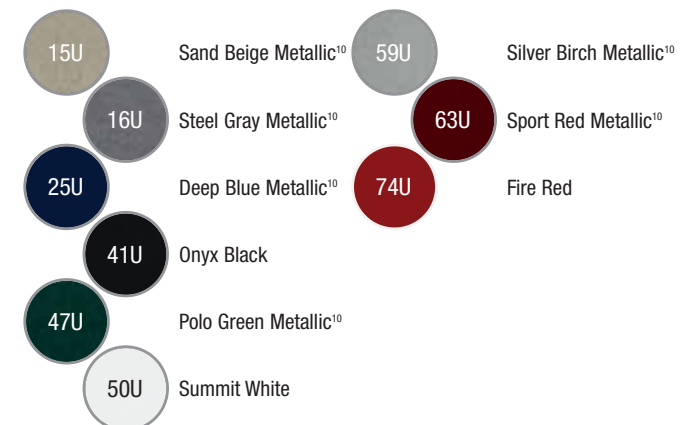 15U Sand Beige Metallic¹⁰
16U Steel Gray Metallic¹⁰
25U Deep Blue Metallic¹⁰
41U Onyx Black
47U Polo Green Metallic¹⁰
50U Summit White
59U Silver Birch Metallic¹⁰
63U Sport Red Metallic¹⁰
74U Fire Red